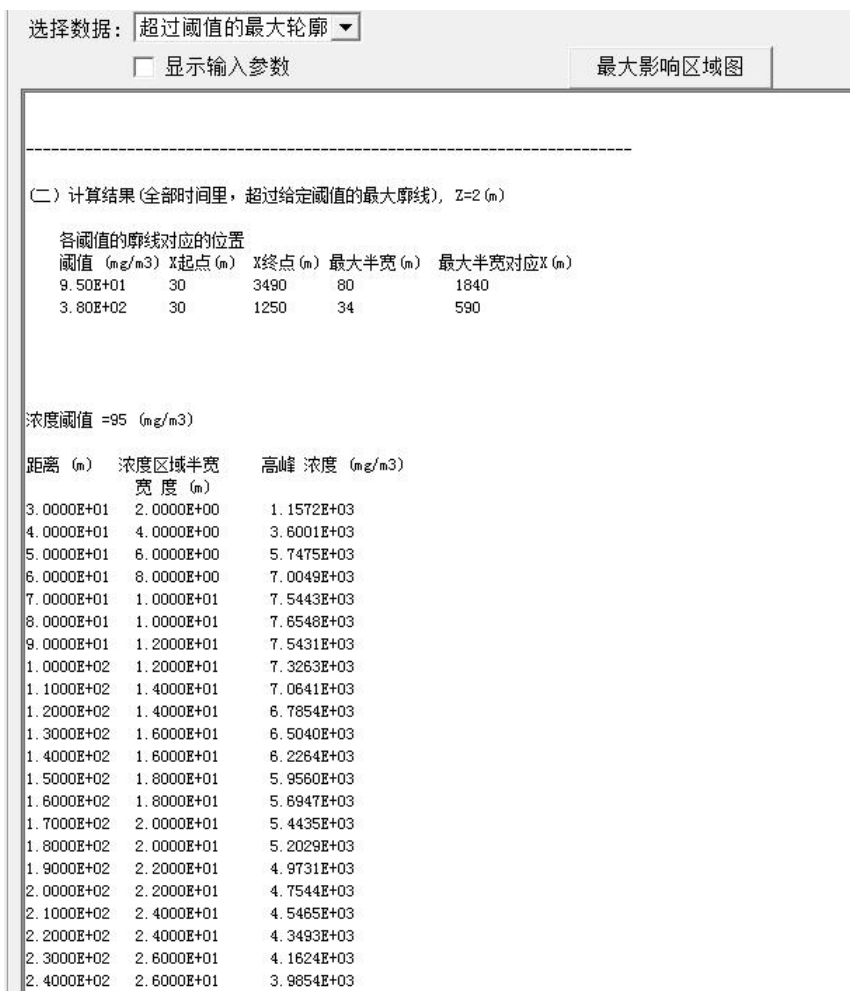 选择数据: 超过阈值的最大轮廓
显示输入参数 最大影响区域图
----------------------------------------------------------------------
(二) 计算结果(全部时间里，超过给定阈值的最大廓线), Z=2(m)
各阈值的廓线对应的位置
阈值 (mg/m3) X起点(m) X终点(m) 最大半宽(m) 最大半宽对应X(m)
9.50E+01 30 3490 80 1840
3.80E+02 30 1250 34 590
浓度阈值 =95 (mg/m3)
距离 (m) 浓度区域半宽 高峰 浓度 (mg/m3)
宽 度 (m)
3.0000E+01 2.0000E+00 1.1572E+03
4.0000E+01 4.0000E+00 3.6001E+03
5.0000E+01 6.0000E+00 5.7475E+03
6.0000E+01 8.0000E+00 7.0049E+03
7.0000E+01 1.0000E+01 7.5443E+03
8.0000E+01 1.0000E+01 7.6548E+03
9.0000E+01 1.2000E+01 7.5431E+03
1.0000E+02 1.2000E+01 7.3263E+03
1.1000E+02 1.4000E+01 7.0641E+03
1.2000E+02 1.4000E+01 6.7854E+03
1.3000E+02 1.6000E+01 6.5040E+03
1.4000E+02 1.6000E+01 6.2264E+03
1.5000E+02 1.8000E+01 5.9560E+03
1.6000E+02 1.8000E+01 5.6947E+03
1.7000E+02 2.0000E+01 5.4435E+03
1.8000E+02 2.0000E+01 5.2029E+03
1.9000E+02 2.2000E+01 4.9731E+03
2.0000E+02 2.2000E+01 4.7544E+03
2.1000E+02 2.4000E+01 4.5465E+03
2.2000E+02 2.4000E+01 4.3493E+03
2.3000E+02 2.6000E+01 4.1624E+03
2.4000E+02 2.6000E+01 3.9854E+03